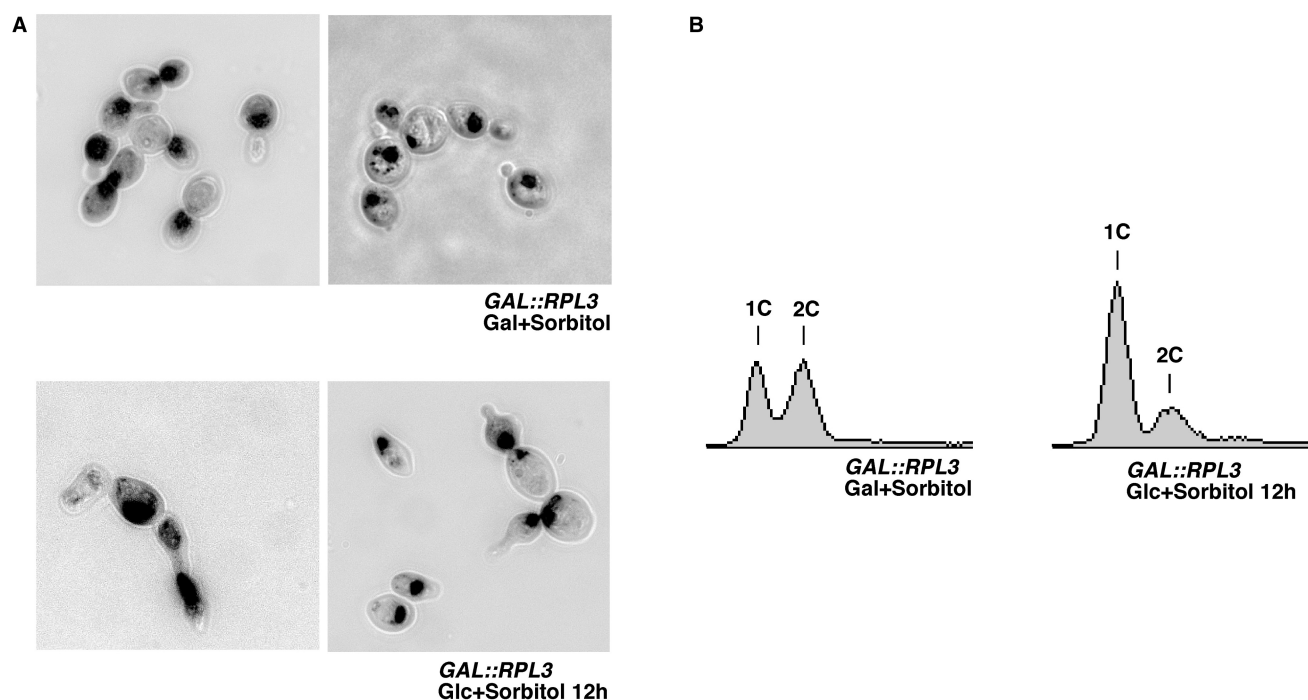 A
GAL::RPL3
Gal+Sorbitol
GAL::RPL3
Glc+Sorbitol 12h
B
1C
2C
GAL::RPL3
Gal+Sorbitol
1C
2C
GAL::RPL3
Glc+Sorbitol 12h